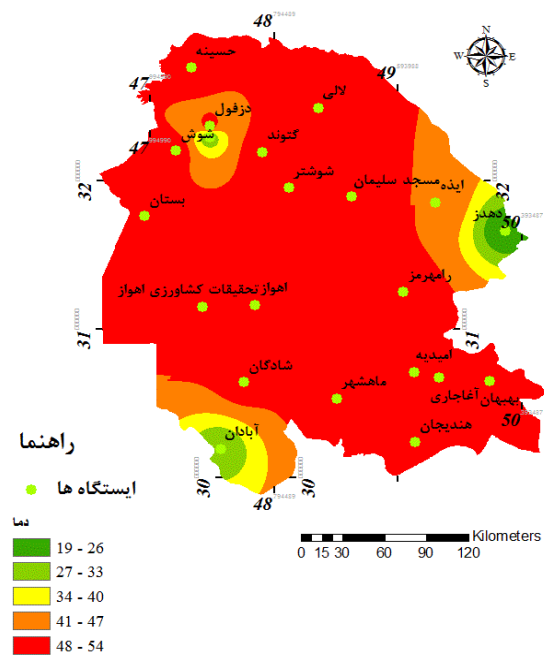 48
N
W E
S
حسینه
47
49
لالی
دزفول
شوش
گتوند
47
32
شوشتر
مسجد سلیمان
ایذه
32
دهدز
50
بستان
رامهرمز
تحقیقات کشاورزی اهواز
اهواز
31
31
امیدیه
شادگان
ماهشهر
آغاجاری
بهبهان
50
هندیجان
آبادان
30
48
30
راهنما
ایستگاه ها
دما
19 - 26
27 - 33
34 - 40
41 - 47
48 - 54
Kilometers
0 15 30 60 90 120